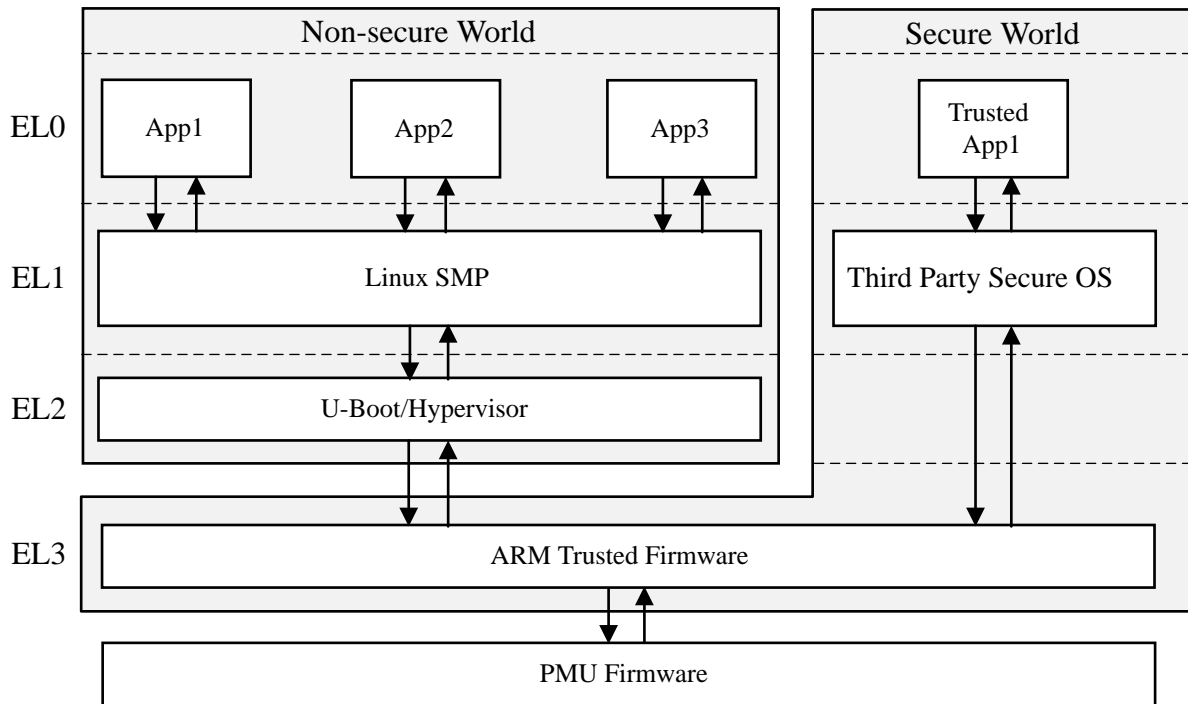 Non-secure World
Secure World
EL0
App1
App2
App3
Trusted
App1
EL1
Linux SMP
Third Party Secure OS
EL2
U-Boot/Hypervisor
EL3
ARM Trusted Firmware
PMU Firmware